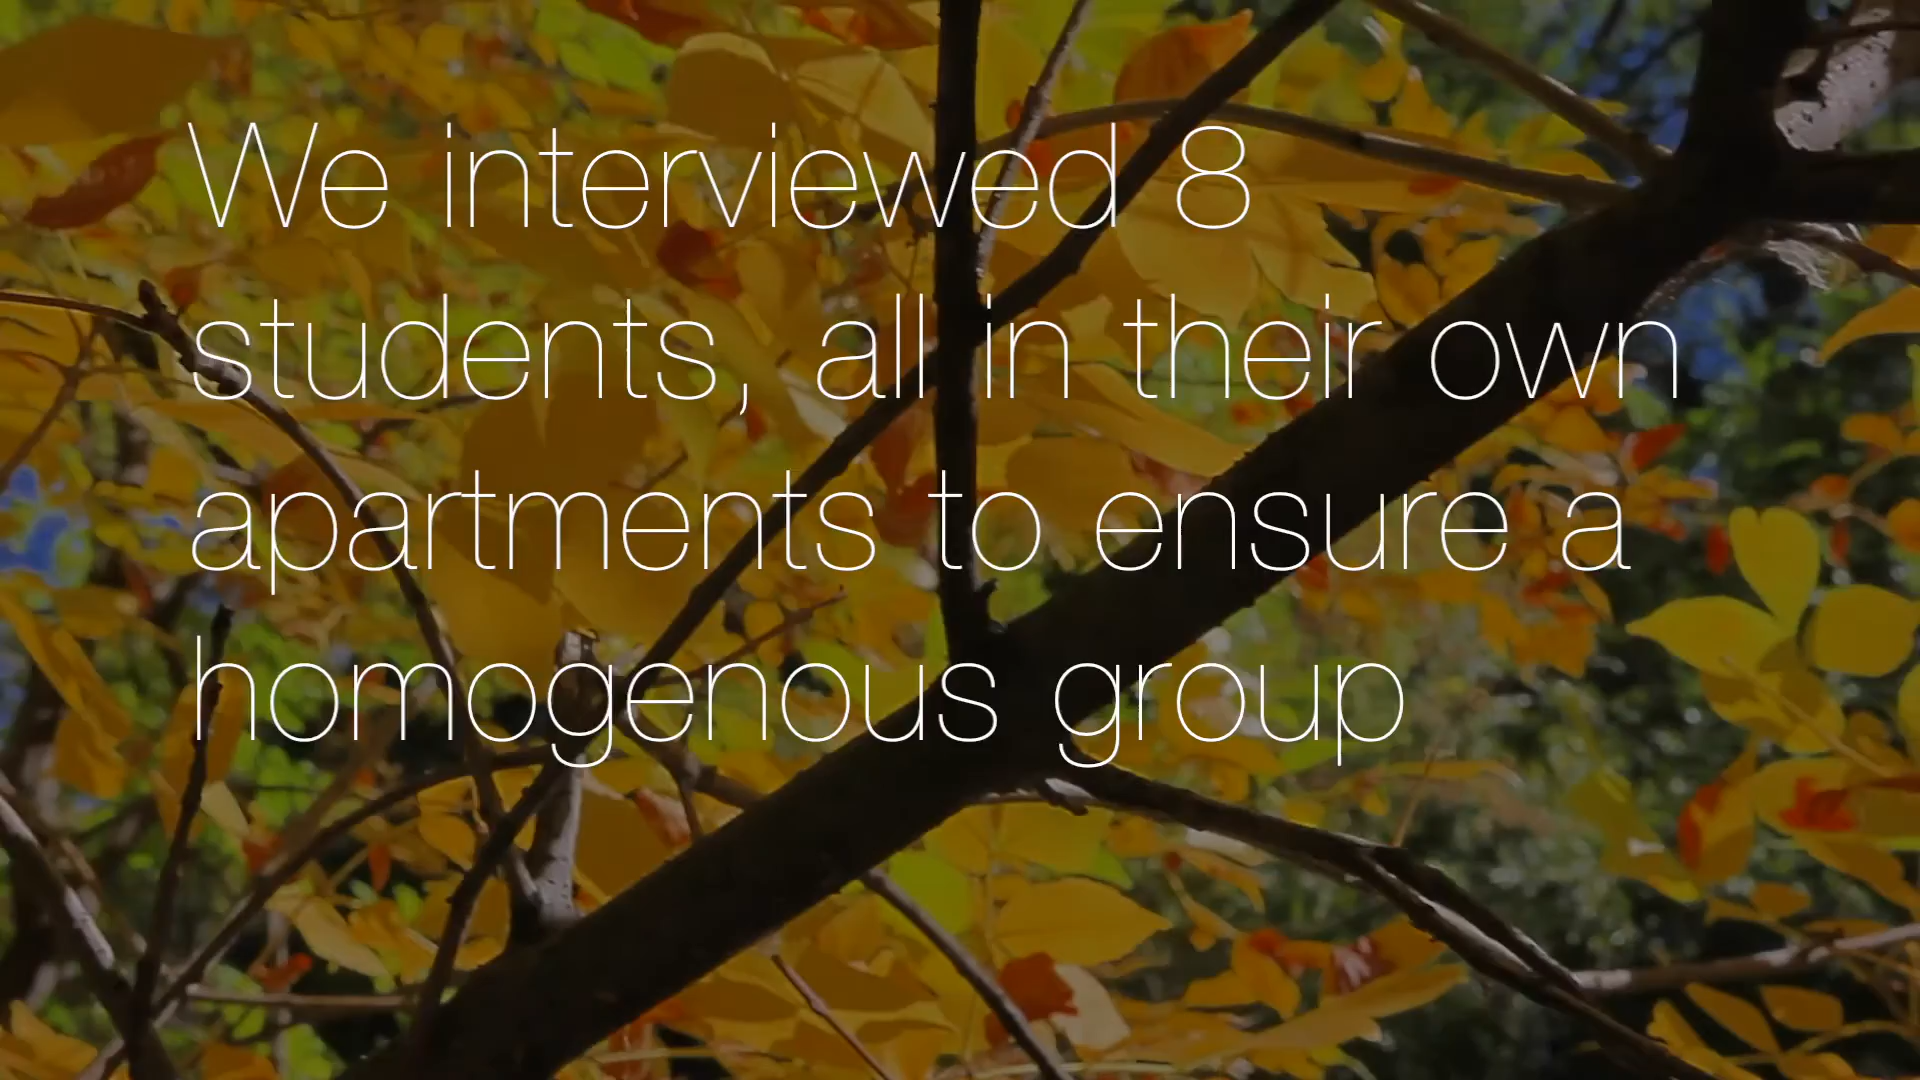 We interviewed 8
students, all in their own
apartments to ensure a
homogenous group